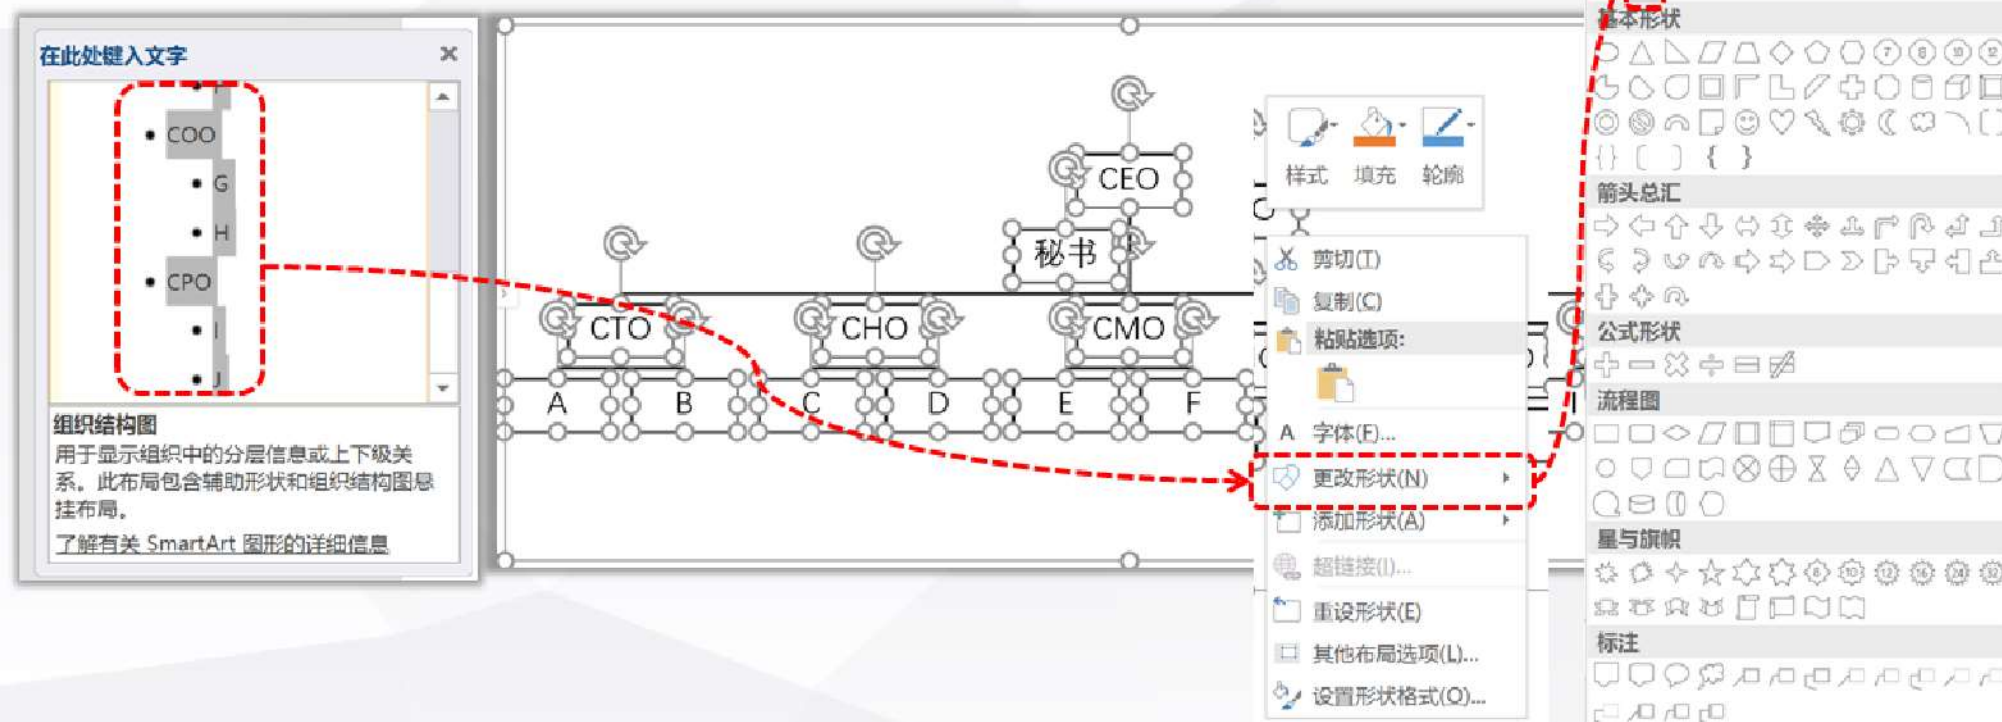 在此处键入文字
COO
G
H
CPO
I
J
组织结构图
用于显示组织中的分层信息或上下级关
系。此布局包含辅助形状和组织结构图悬
挂布局。
了解有关 SmartArt 图形的详细信息
CEO
秘书
CTO
CHO
CMO
A
B
C
D
E
F
样式
填充
轮廓
剪切(T)
复制(C)
粘贴选项:
A 字体(F)...
更改形状(N)
添加形状(A)
超链接(I)...
重设形状(E)
其他布局选项(L)...
设置形状格式(O)...
基本形状
箭头总汇
公式形状
流程图
星与旗帜
标注